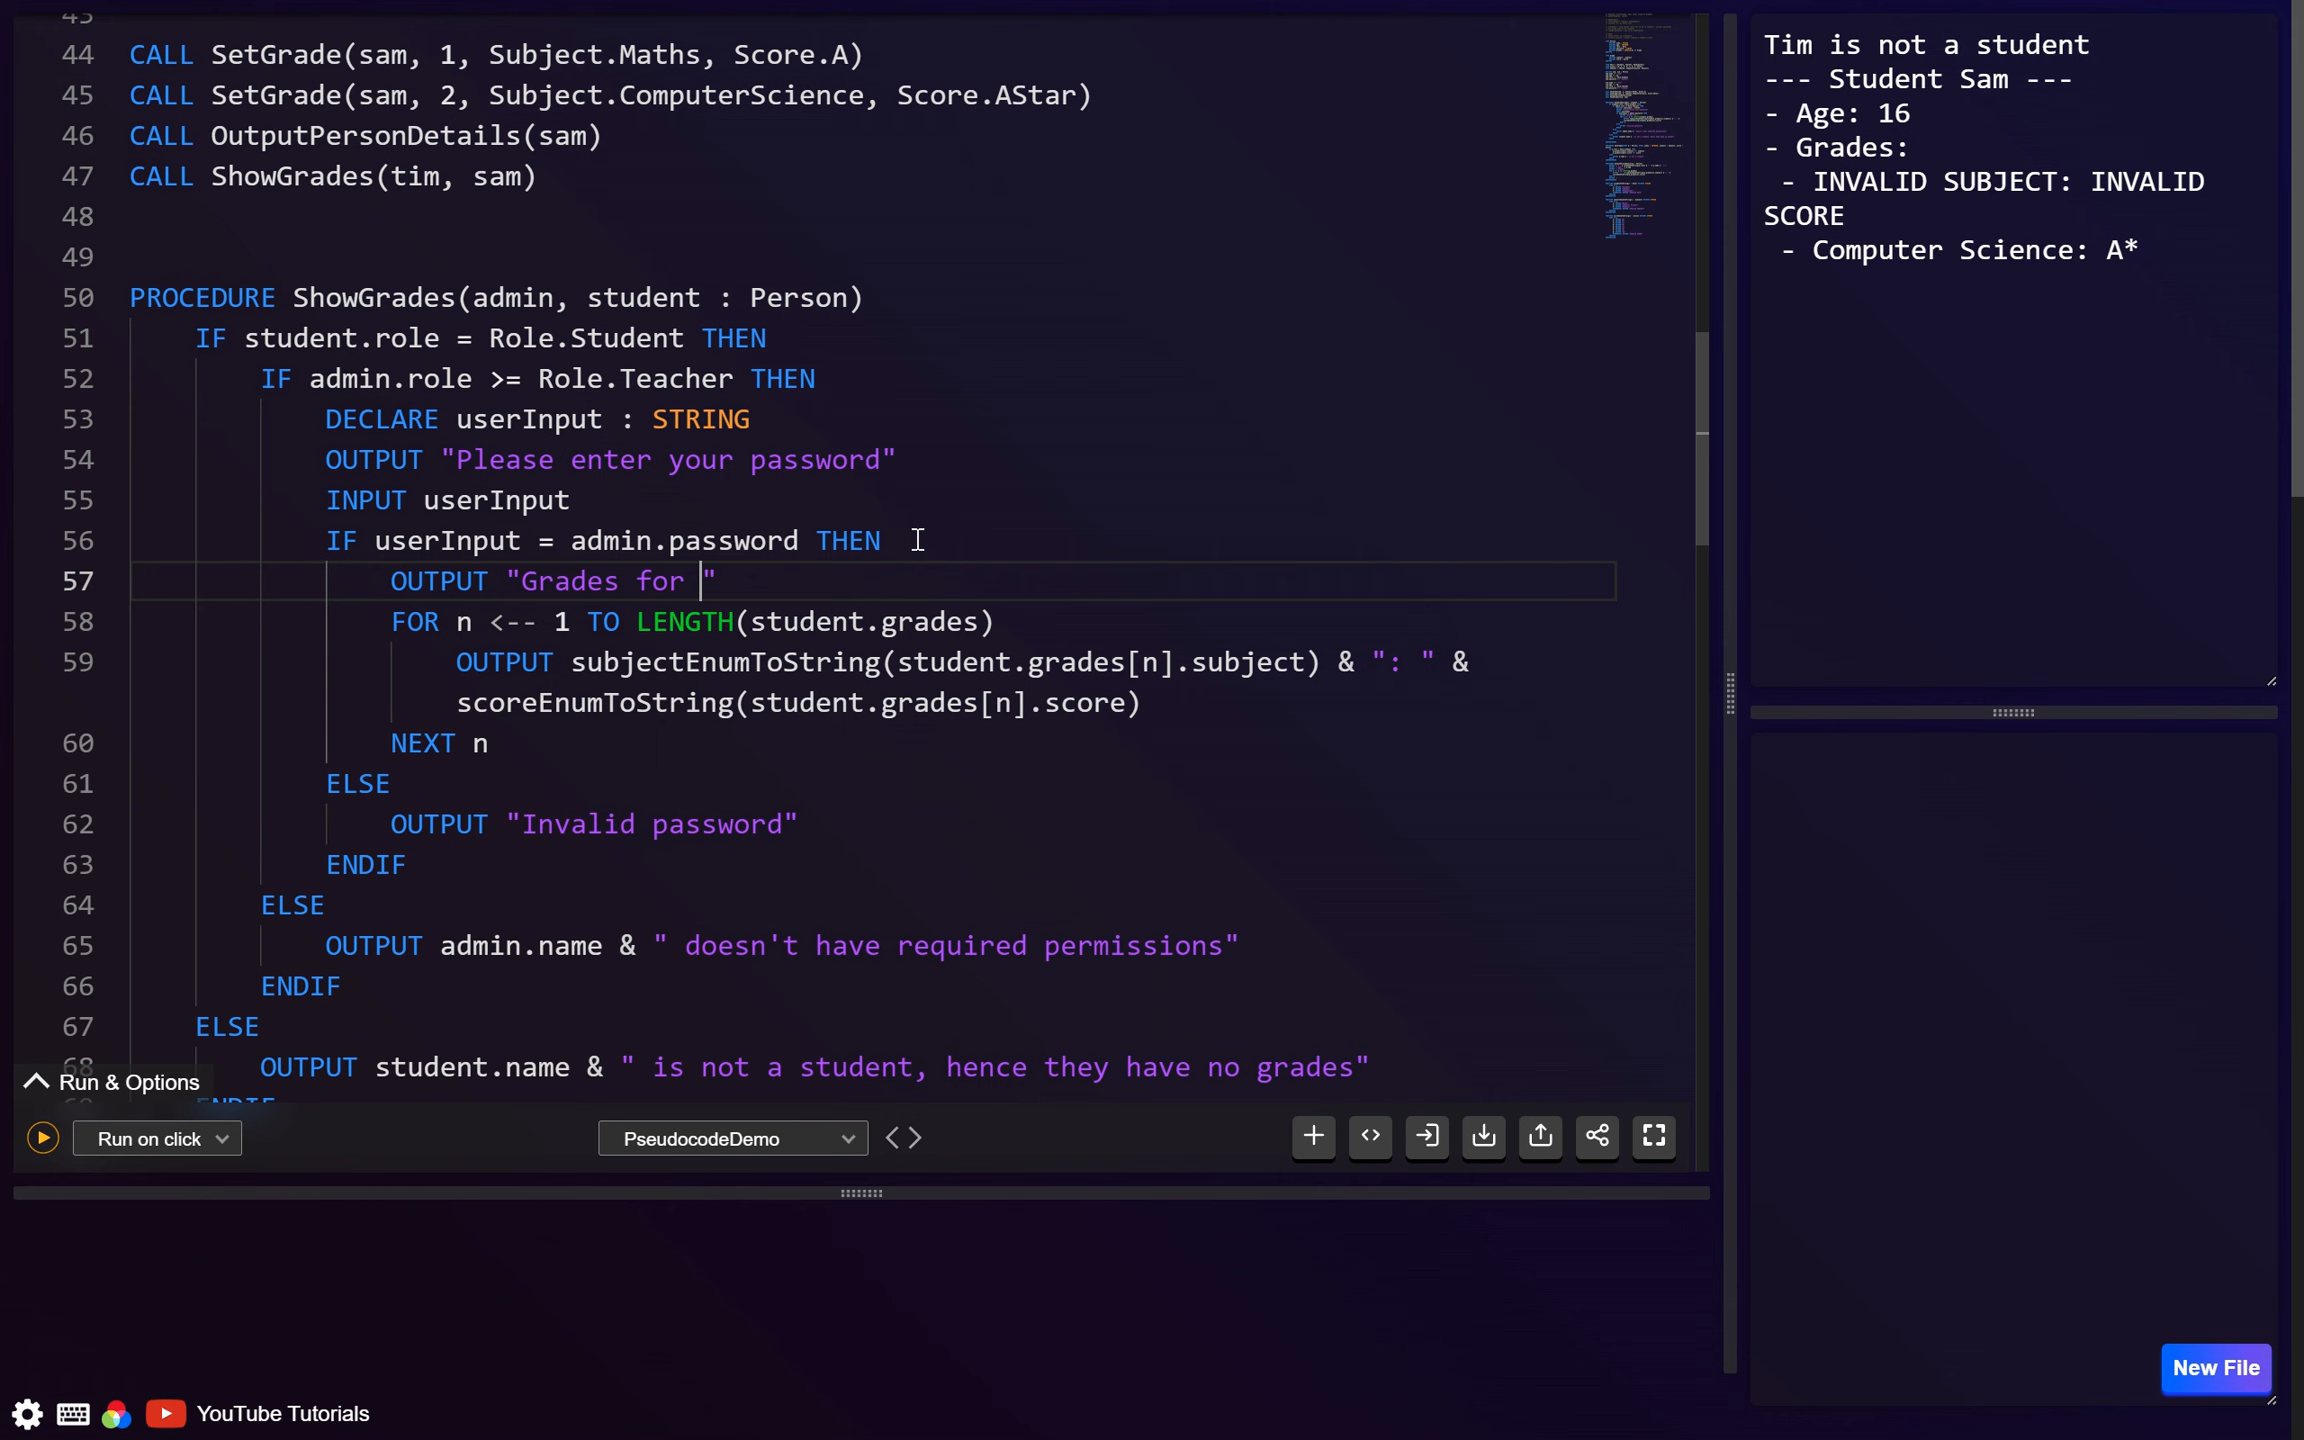 43
44 CALL SetGrade(sam, 1, Subject.Maths, Score.A)
45 CALL SetGrade(sam, 2, Subject.ComputerScience, Score.AStar)
46 CALL OutputPersonDetails(sam)
47 CALL ShowGrades(tim, sam)
48
49
50 PROCEDURE ShowGrades(admin, student : Person)
51 IF student.role = Role.Student THEN
52 IF admin.role >= Role.Teacher THEN
53 DECLARE userInput : STRING
54 OUTPUT "Please enter your password"
55 INPUT userInput
56 IF userInput = admin.password THEN
57 OUTPUT "Grades for "
58 FOR n <-- 1 TO LENGTH(student.grades)
59 OUTPUT subjectEnumToString(student.grades[n].subject) & ": " &
scoreEnumToString(student.grades[n].score)
60 NEXT n
61 ELSE
62 OUTPUT "Invalid password"
63 ENDIF
64 ELSE
65 OUTPUT admin.name & " doesn't have required permissions"
66 ENDIF
67 ELSE
68 OUTPUT student.name & " is not a student, hence they have no grades"
69 ENDIF
Run & Options
Run on click
PseudocodeDemo
Tim is not a student
--- Student Sam ---
- Age: 16
- Grades:
- INVALID SUBJECT: INVALID
SCORE
- Computer Science: A*
New File
YouTube Tutorials